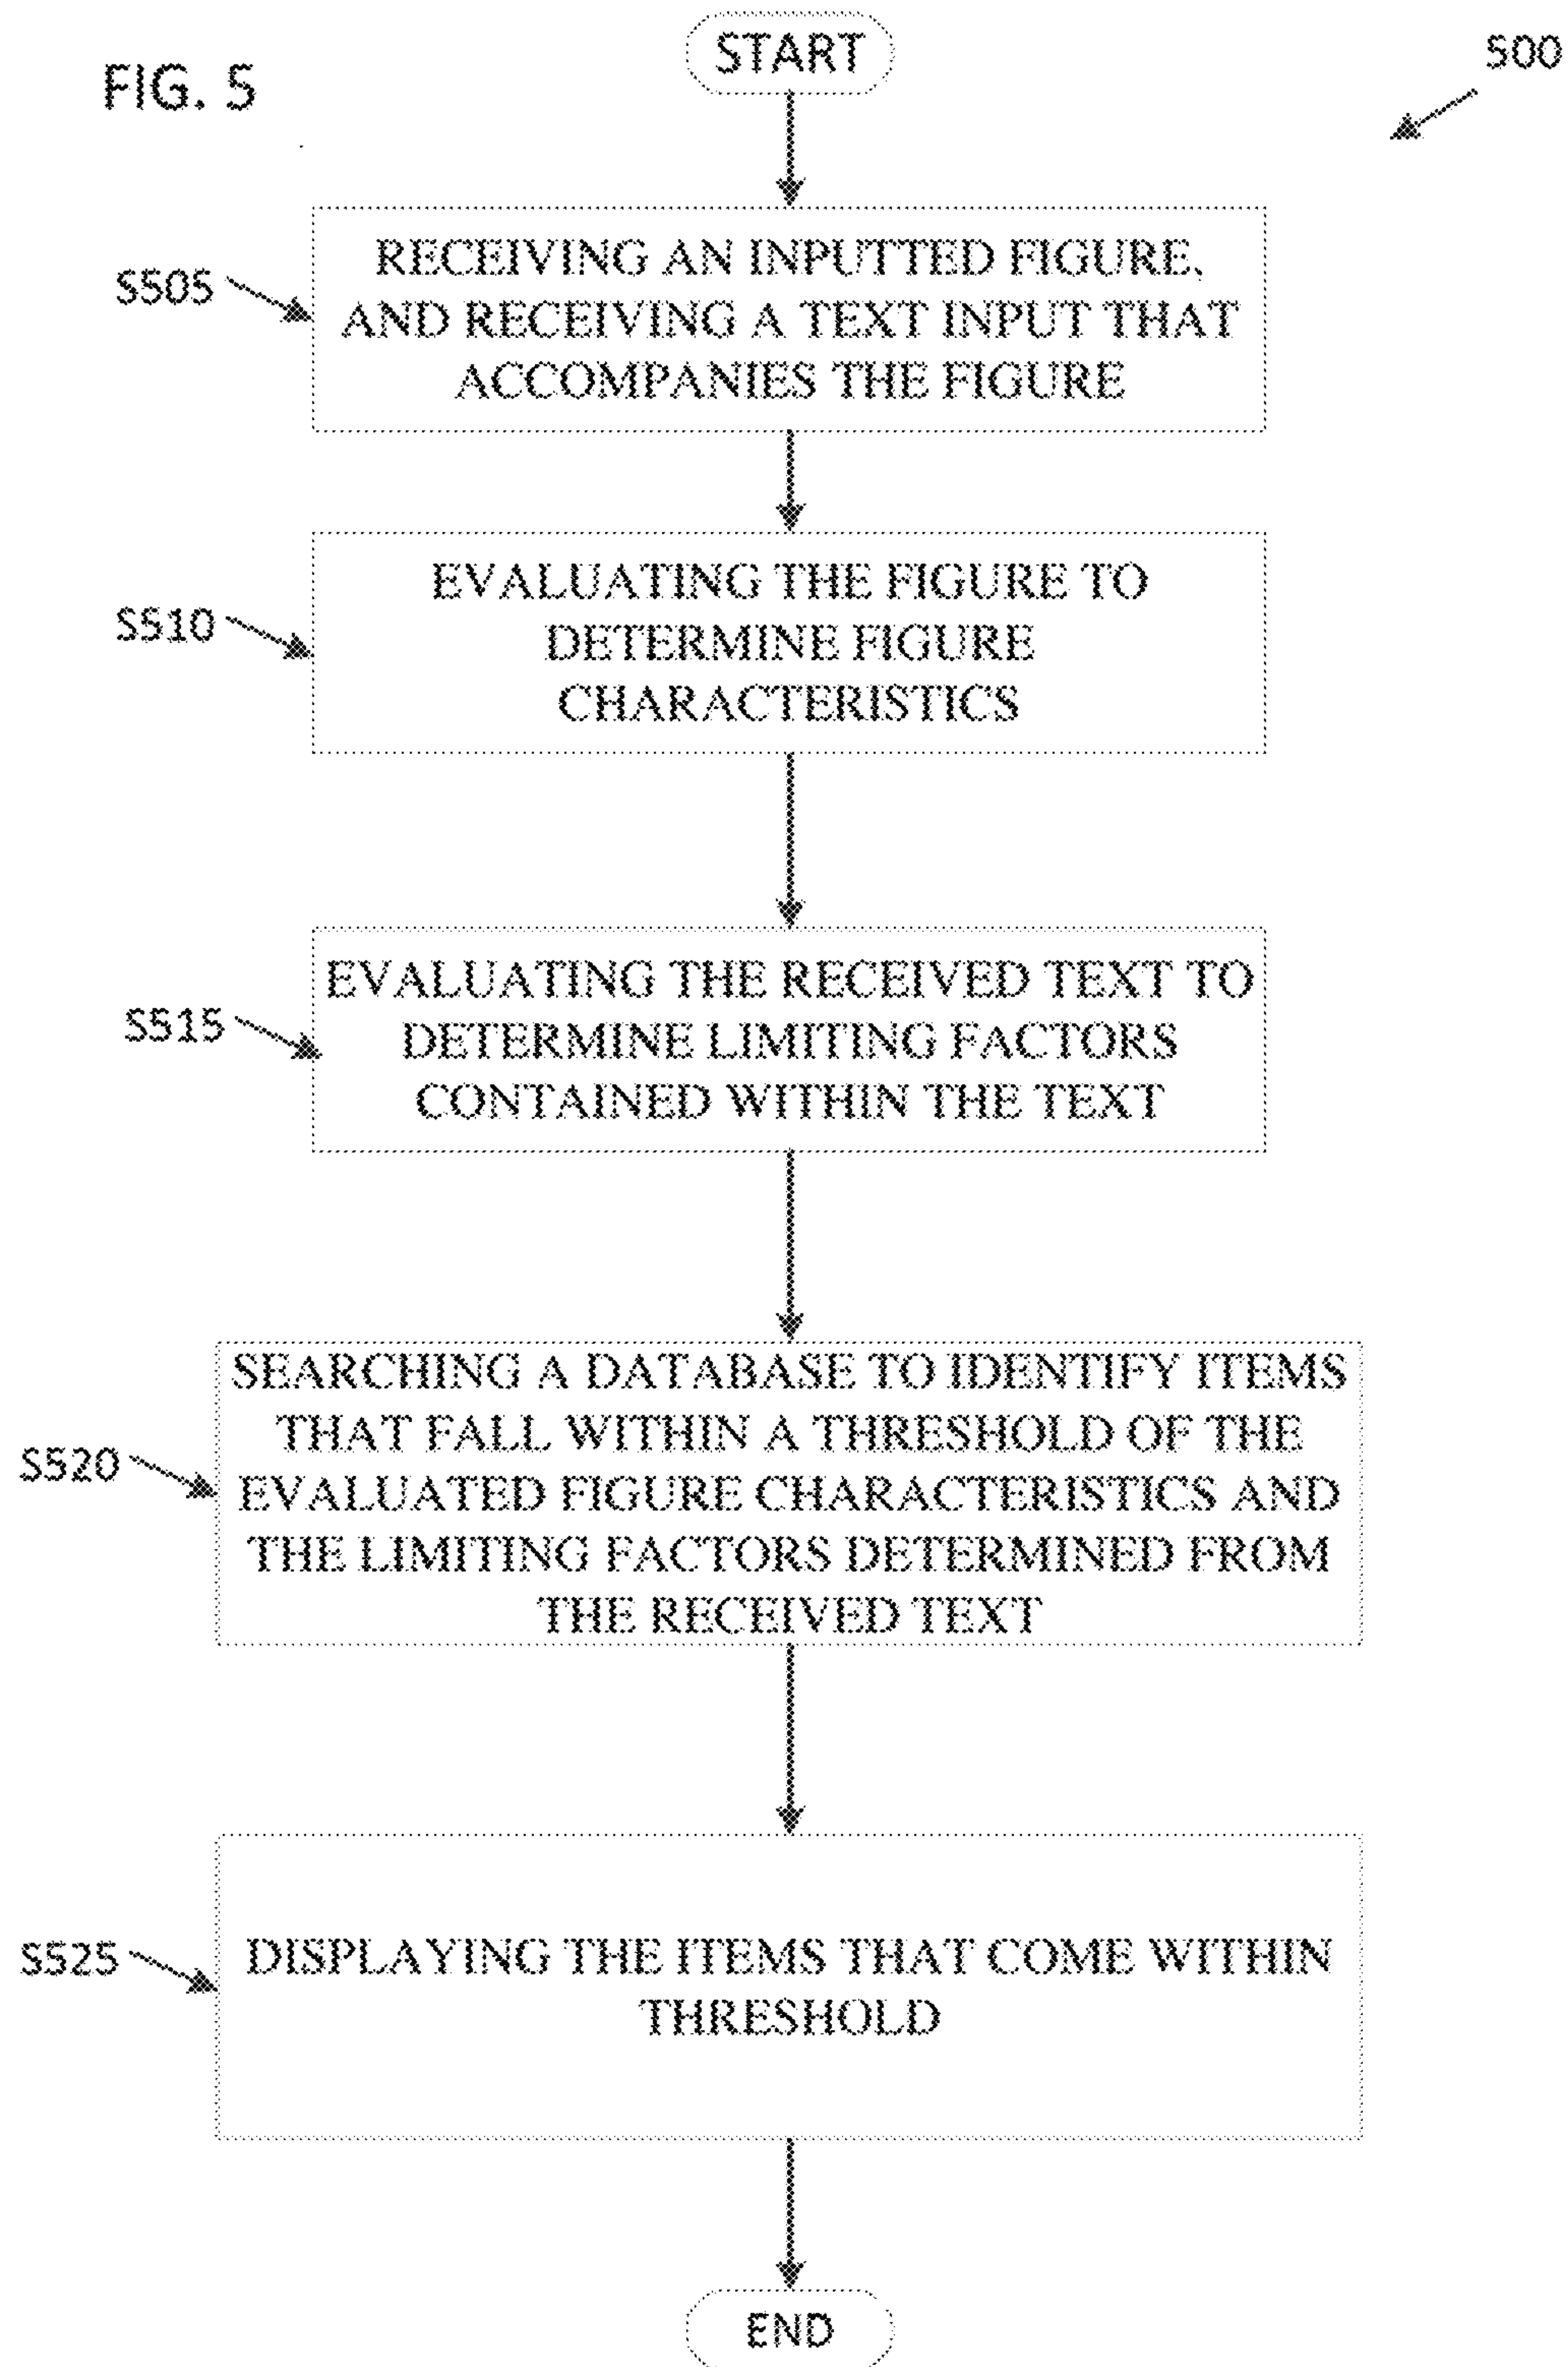 FIG. 5
START
500
S505
RECEIVING AN INPUTTED FIGURE,
AND RECEIVING A TEXT INPUT THAT
ACCOMPANIES THE FIGURE
S510
EVALUATING THE FIGURE TO
DETERMINE FIGURE
CHARACTERISTICS
S515
EVALUATING THE RECEIVED TEXT TO
DETERMINE LIMITING FACTORS
CONTAINED WITHIN THE TEXT
S520
SEARCHING A DATABASE TO IDENTIFY ITEMS
THAT FALL WITHIN A THRESHOLD OF THE
EVALUATED FIGURE CHARACTERISTICS AND
THE LIMITING FACTORS DETERMINED FROM
THE RECEIVED TEXT
S525
DISPLAYING THE ITEMS THAT COME WITHIN
THRESHOLD
END